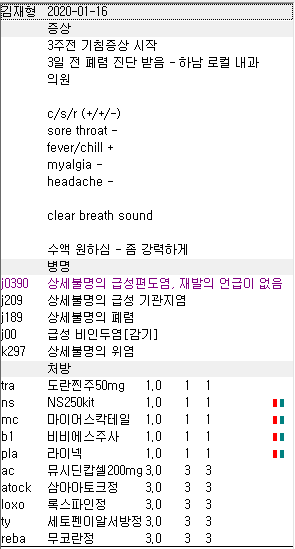 김재형 2020-01-16
증상
3주전 기침증상 시작
3일 전 폐렴 진단 받음 - 하남 로컬 내과
의원
c/s/r (+/+/-)
sore throat -
fever/chill +
myalgia -
headache -
clear breath sound
수액 원하심 - 좀 강력하게
병명
j0390 상세불명의 급성편도염, 재발의 언급이 없음
j209 상세불명의 급성 기관지염
j189 상세불명의 폐렴
j00 급성 비인두염[감기]
k297 상세불명의 위염
처방
tra 도란찐주50mg 1.0 1 1
ns NS250kit 1.0 1 1
mc 마이어스칵테일 1.0 1 1
b1 비비에스주사 1.0 1 1
pla 라이넥 1.0 1 1
ac 뮤시딘캅셀200mg 3.0 3 3
atock 삼아아토크정 3.0 3 3
loxo 록스파인정 3.0 3 3
ty 세토펜이알서방정 3.0 3 3
reba 무코란정 3.0 3 3